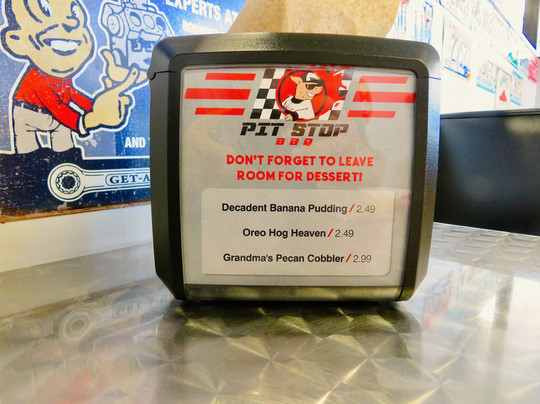 EXPERTS AT
AND
GET-A
PIT STOP
BBQ
DON'T FORGET TO LEAVE
ROOM FOR DESSERT!
Decadent Banana Pudding / 2.49
Oreo Hog Heaven / 2.49
Grandma's Pecan Cobbler / 2.99